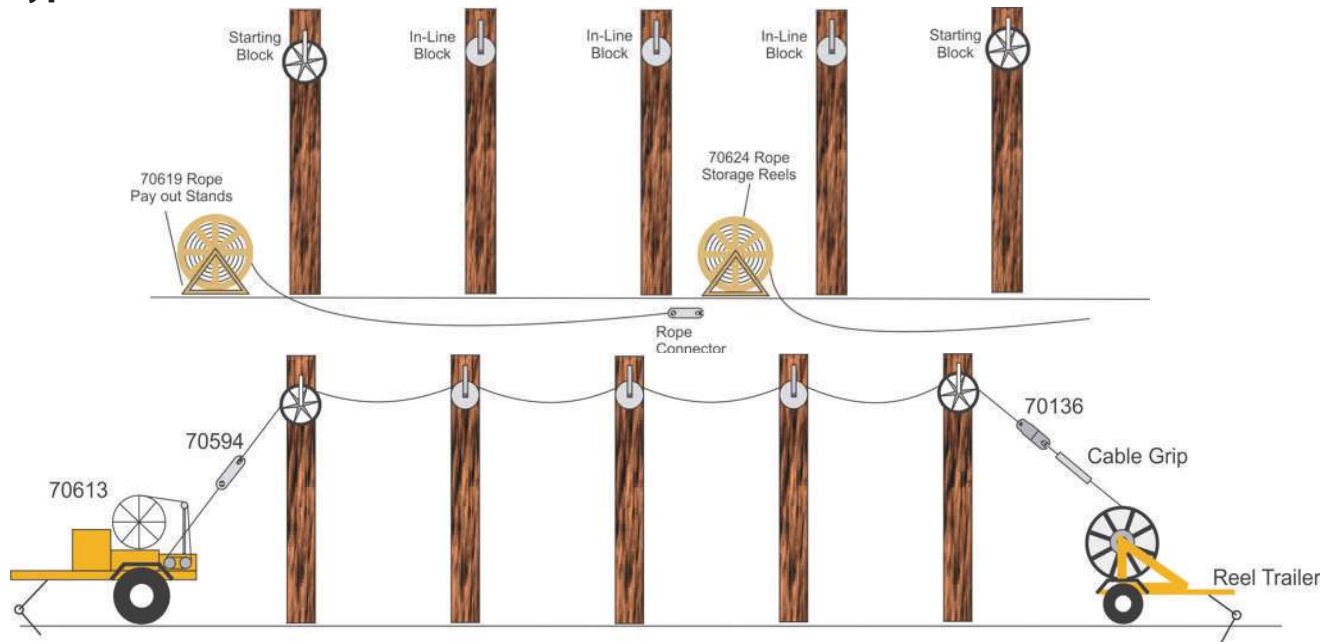 Starting
Block
In-Line
Block
In-Line
Block
In-Line
Block
Starting
Block
70619 Rope
Pay out Stands
70624 Rope
Storage Reels
Rope
Connector
70594
70613
70136
Cable Grip
Reel Trailer